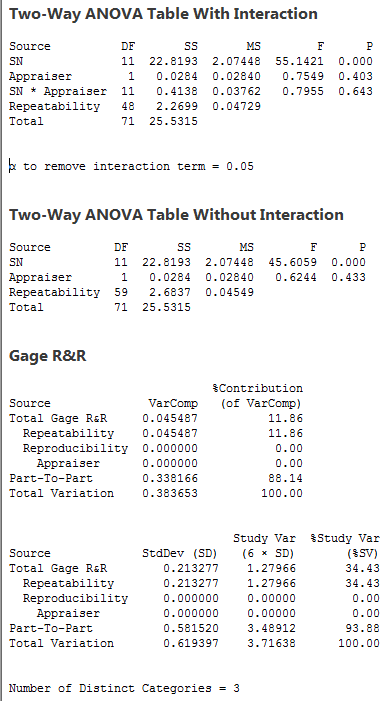 Two-Way ANOVA Table With Interaction
Source DF SS MS F P
SN 11 22.8193 2.07448 55.1421 0.000
Appraiser 1 0.0284 0.02840 0.7549 0.403
SN * Appraiser 11 0.4138 0.03762 0.7955 0.643
Repeatability 48 2.2699 0.04729
Total 71 25.5315
α to remove interaction term = 0.05
Two-Way ANOVA Table Without Interaction
Source DF SS MS F P
SN 11 22.8193 2.07448 45.6059 0.000
Appraiser 1 0.0284 0.02840 0.6244 0.433
Repeatability 59 2.6837 0.04549
Total 71 25.5315
Gage R&R
%Contribution
Source VarComp (of VarComp)
Total Gage R&R 0.045487 11.86
Repeatability 0.045487 11.86
Reproducibility 0.000000 0.00
Appraiser 0.000000 0.00
Part-To-Part 0.338166 88.14
Total Variation 0.383653 100.00
Study Var %Study Var
Source StdDev (SD) (6 × SD) (%SV)
Total Gage R&R 0.213277 1.27966 34.43
Repeatability 0.213277 1.27966 34.43
Reproducibility 0.000000 0.00000 0.00
Appraiser 0.000000 0.00000 0.00
Part-To-Part 0.581520 3.48912 93.88
Total Variation 0.619397 3.71638 100.00
Number of Distinct Categories = 3